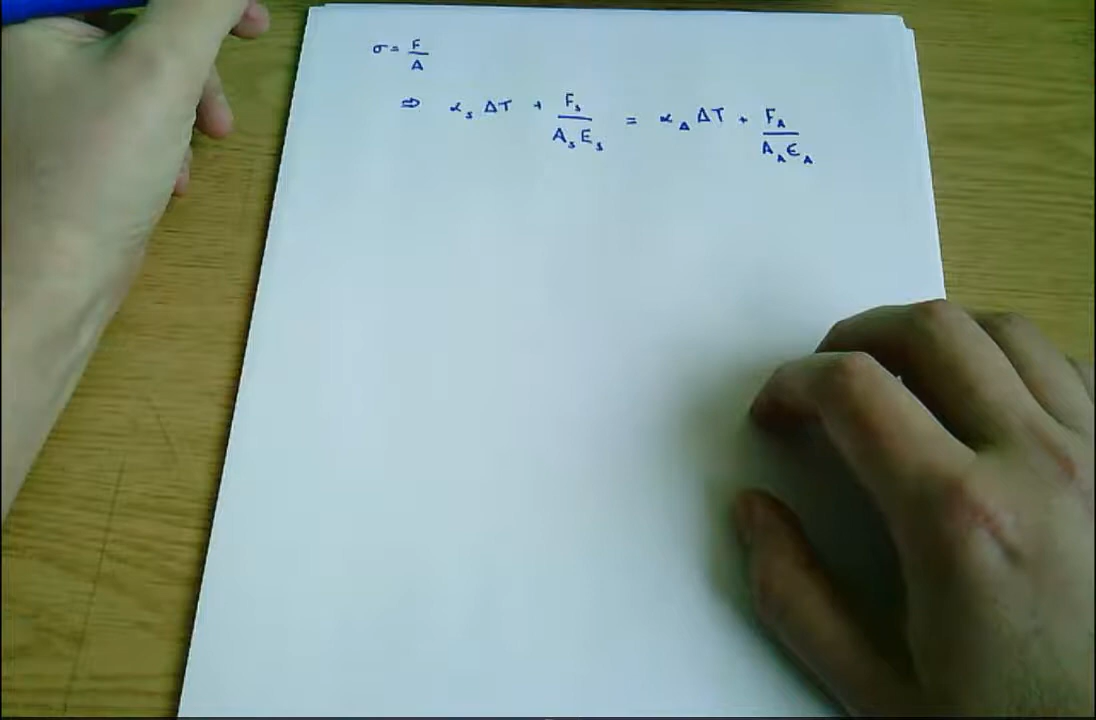 σ = F/A
⇒ α_s ΔT + F_s/(A_s E_s) = α_A ΔT + F_A/(A_A E_A)